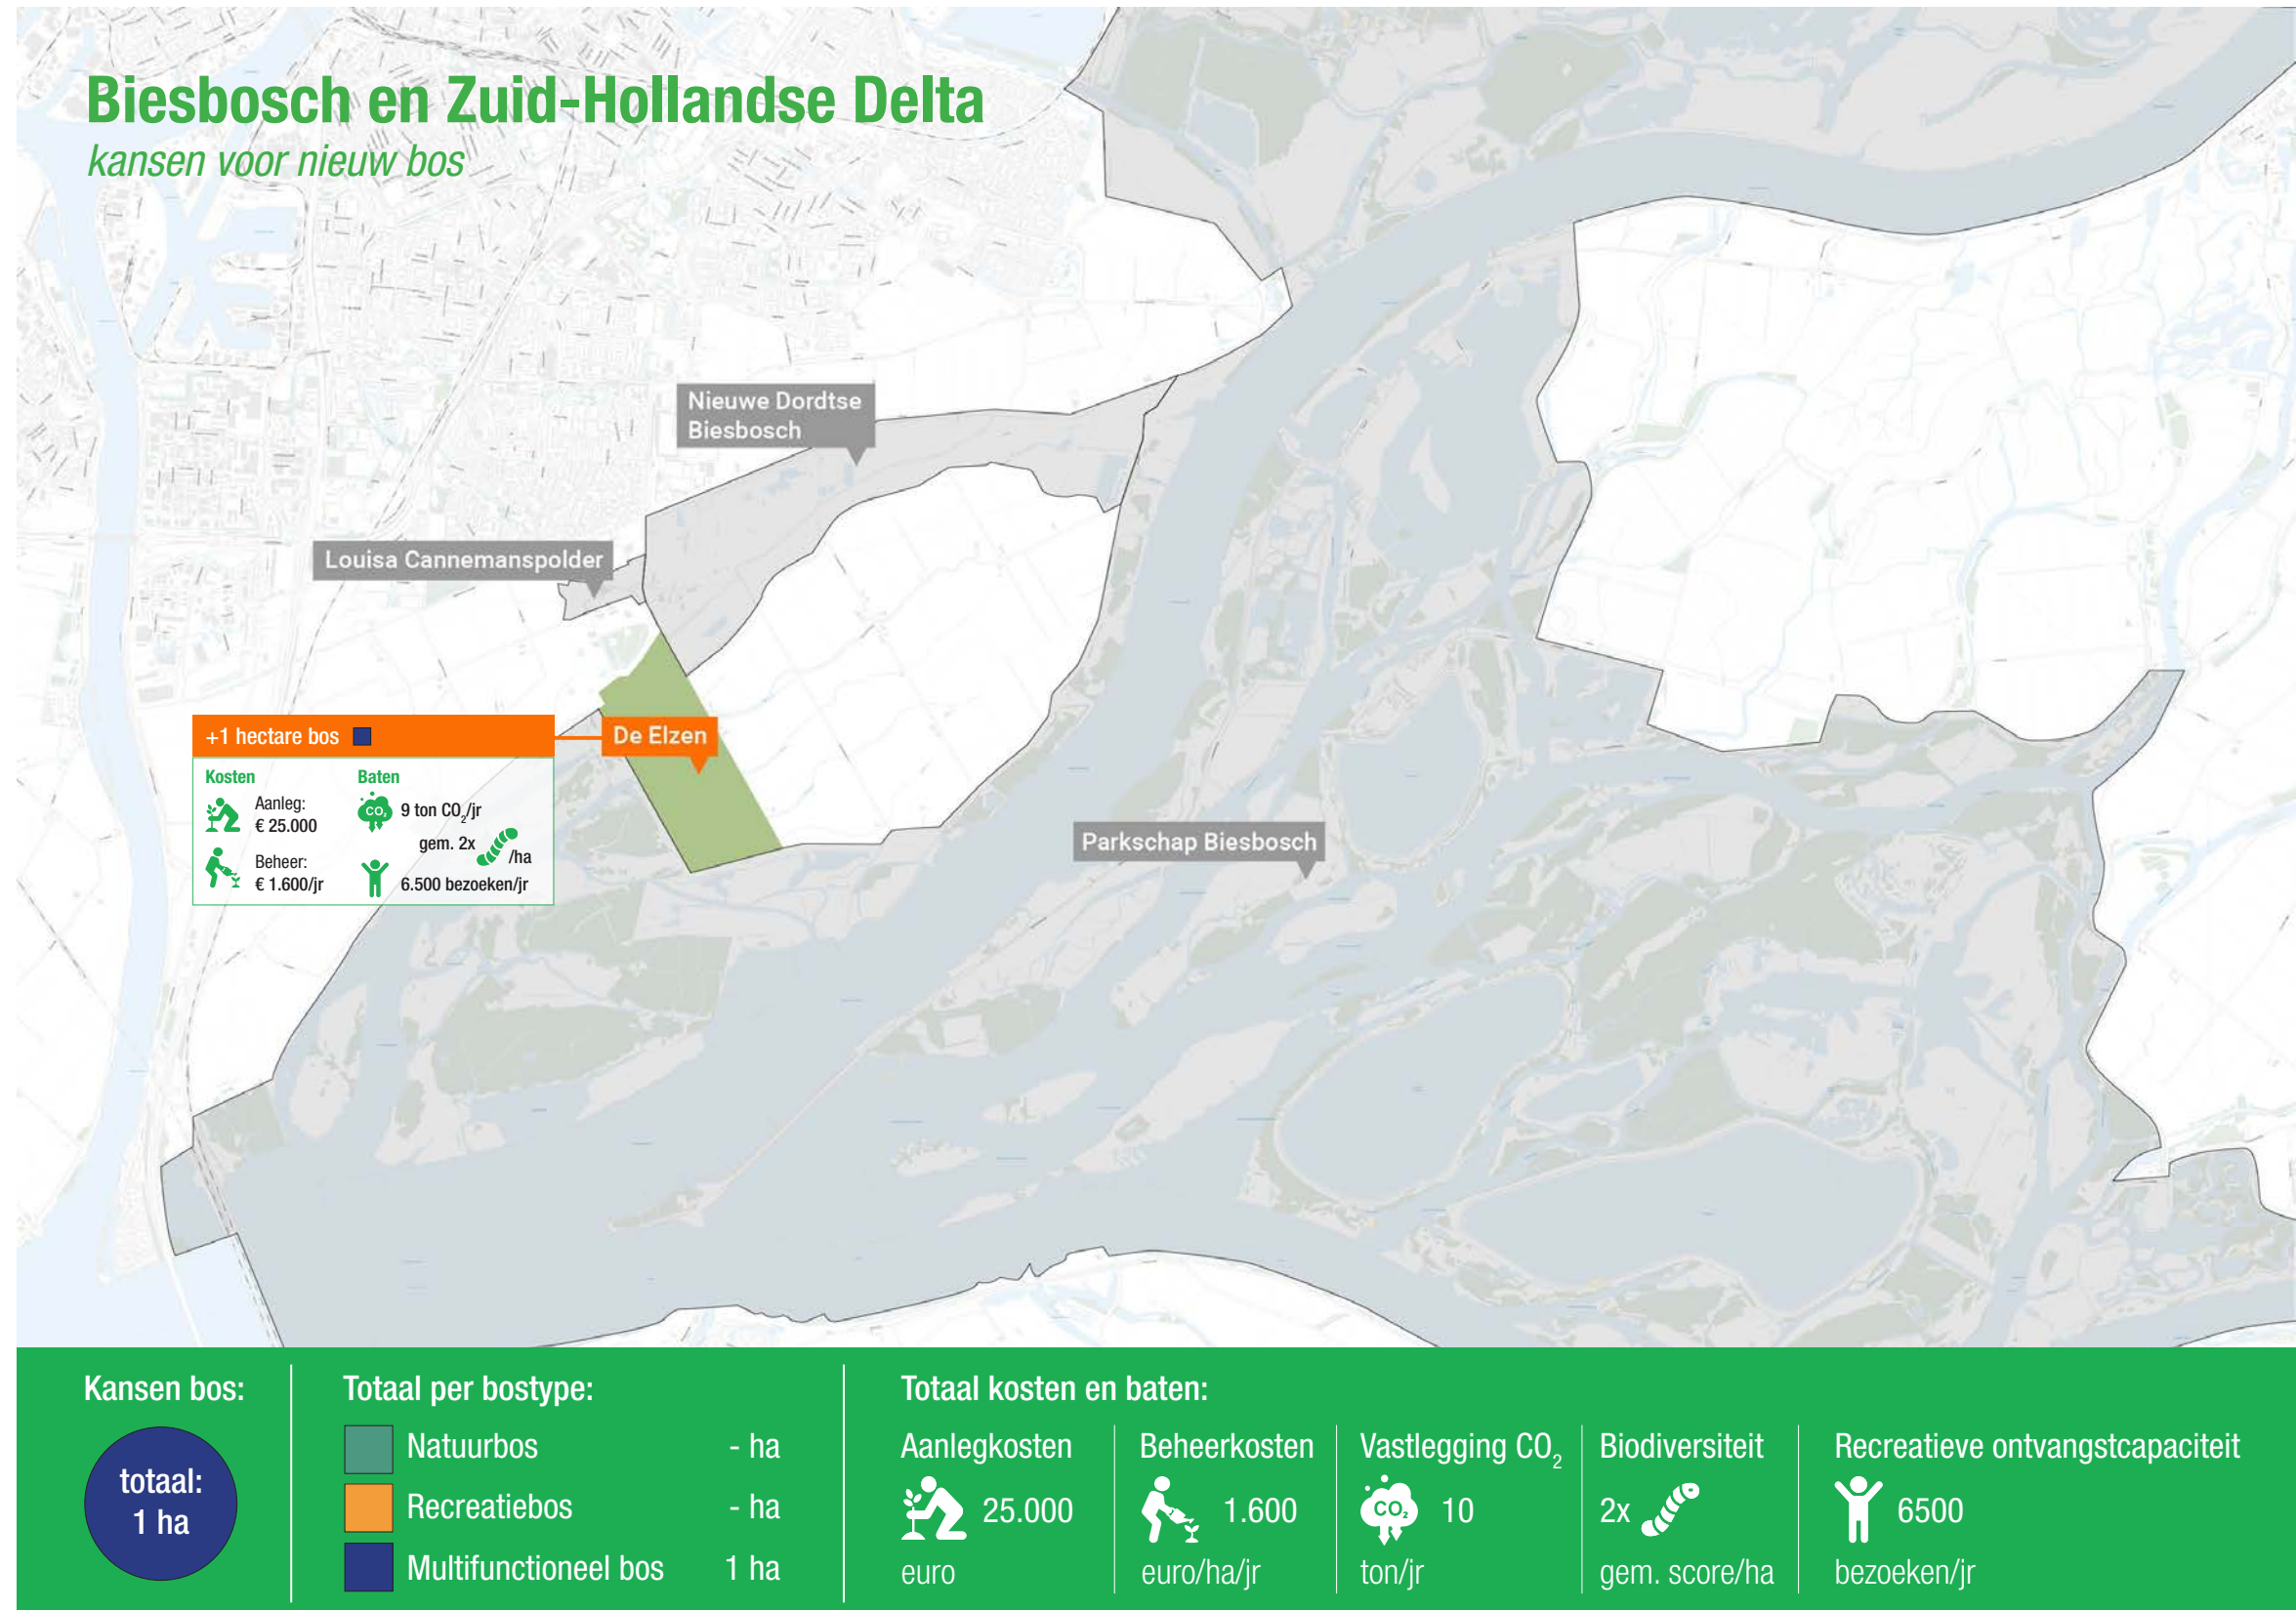 Biesbosch en Zuid-Hollandse Delta
kansen voor nieuw bos
Nieuwe Dordtse
Biesbosch
Louisa Cannemanspolder
+1 hectare bos
De Elzen
Kosten
Baten
Aanleg:
€ 25.000
CO₂
9 ton CO₂/jr
gem. 2x /ha
Beheer:
€ 1.600/jr
6.500 bezoeken/jr
Parkschap Biesbosch
Kansen bos:
totaal:
1 ha
Totaal per bostype:
Natuurbos - ha
Recreatiebos - ha
Multifunctioneel bos 1 ha
Totaal kosten en baten:
Aanlegkosten
25.000
euro
Beheerkosten
1.600
euro/ha/jr
Vastlegging CO₂
CO₂
10
ton/jr
Biodiversiteit
2x
gem. score/ha
Recreatieve ontvangstcapaciteit
6500
bezoeken/jr